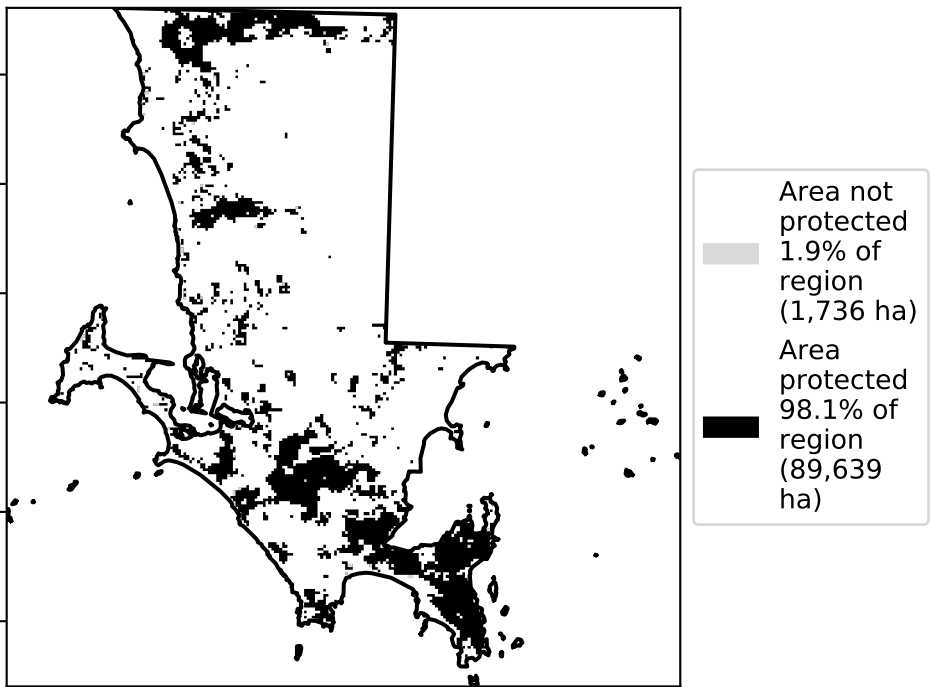 Area not
protected
1.9% of
region
(1,736 ha)
Area
protected
98.1% of
region
(89,639
ha)